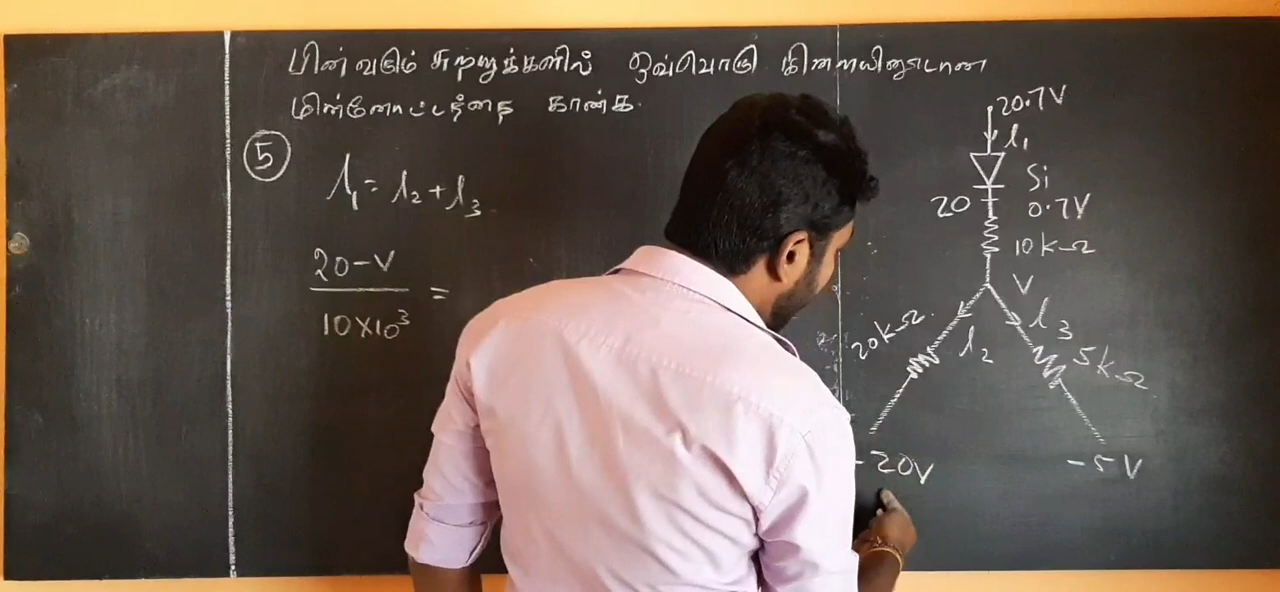 பின்வரும் சுற்றுக்களில் ஒவ்வொரு கிளையினூடான
மின்னோட்டத்தை காண்க.
5
I₁ = I₂ + I₃
20-V
10×10³
=
20.7V
I₁
Si
20
0.7V
10kΩ
V
20kΩ
I₂
I₃
5kΩ
-20V
-5V